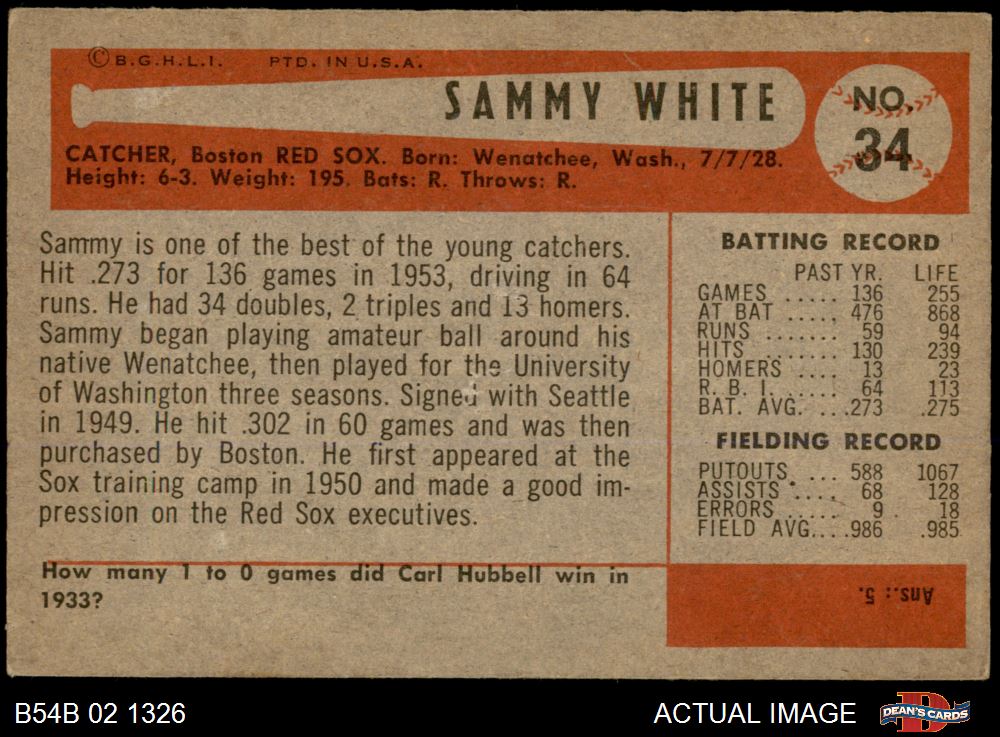 © B.G.H.L.I. PTD. IN U.S.A.
SAMMY WHITE
NO.
34
CATCHER, Boston RED SOX. Born: Wenatchee, Wash., 7/7/28.
Height: 6-3. Weight: 195. Bats: R. Throws: R.
Sammy is one of the best of the young catchers.
Hit .273 for 136 games in 1953, driving in 64
runs. He had 34 doubles, 2 triples and 13 homers.
Sammy began playing amateur ball around his
native Wenatchee, then played for the University
of Washington three seasons. Signed with Seattle
in 1949. He hit .302 in 60 games and was then
purchased by Boston. He first appeared at the
Sox training camp in 1950 and made a good im-
pression on the Red Sox executives.
How many 1 to 0 games did Carl Hubbell win in
1933?
BATTING RECORD
PAST YR. LIFE
GAMES ..... 136 255
AT BAT ..... 476 868
RUNS ....... 59 94
HITS ....... 130 239
HOMERS .... 13 23
R. B. I. ..... 64 113
BAT. AVG. ...273 .275
FIELDING RECORD
PUTOUTS.... 588 1067
ASSISTS .... 68 128
ERRORS ..... 9 18
FIELD AVG....986 .985
Ans.: 5.
B54B 02 1326
ACTUAL IMAGE
DEAN'S CARDS